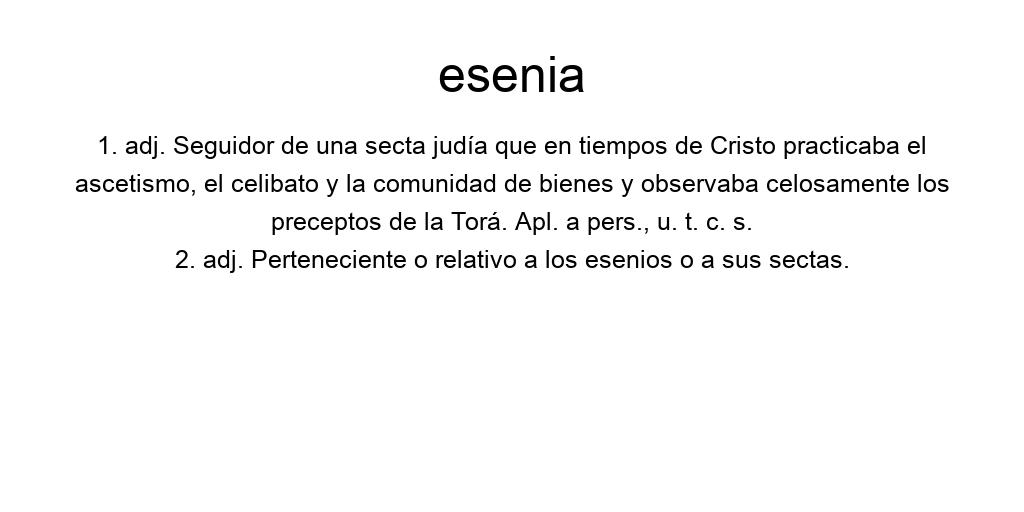 esenia
1. adj. Seguidor de una secta judía que en tiempos de Cristo practicaba el
ascetismo, el celibato y la comunidad de bienes y observaba celosamente los
preceptos de la Torá. Apl. a pers., u. t. c. s.
2. adj. Perteneciente o relativo a los esenios o a sus sectas.